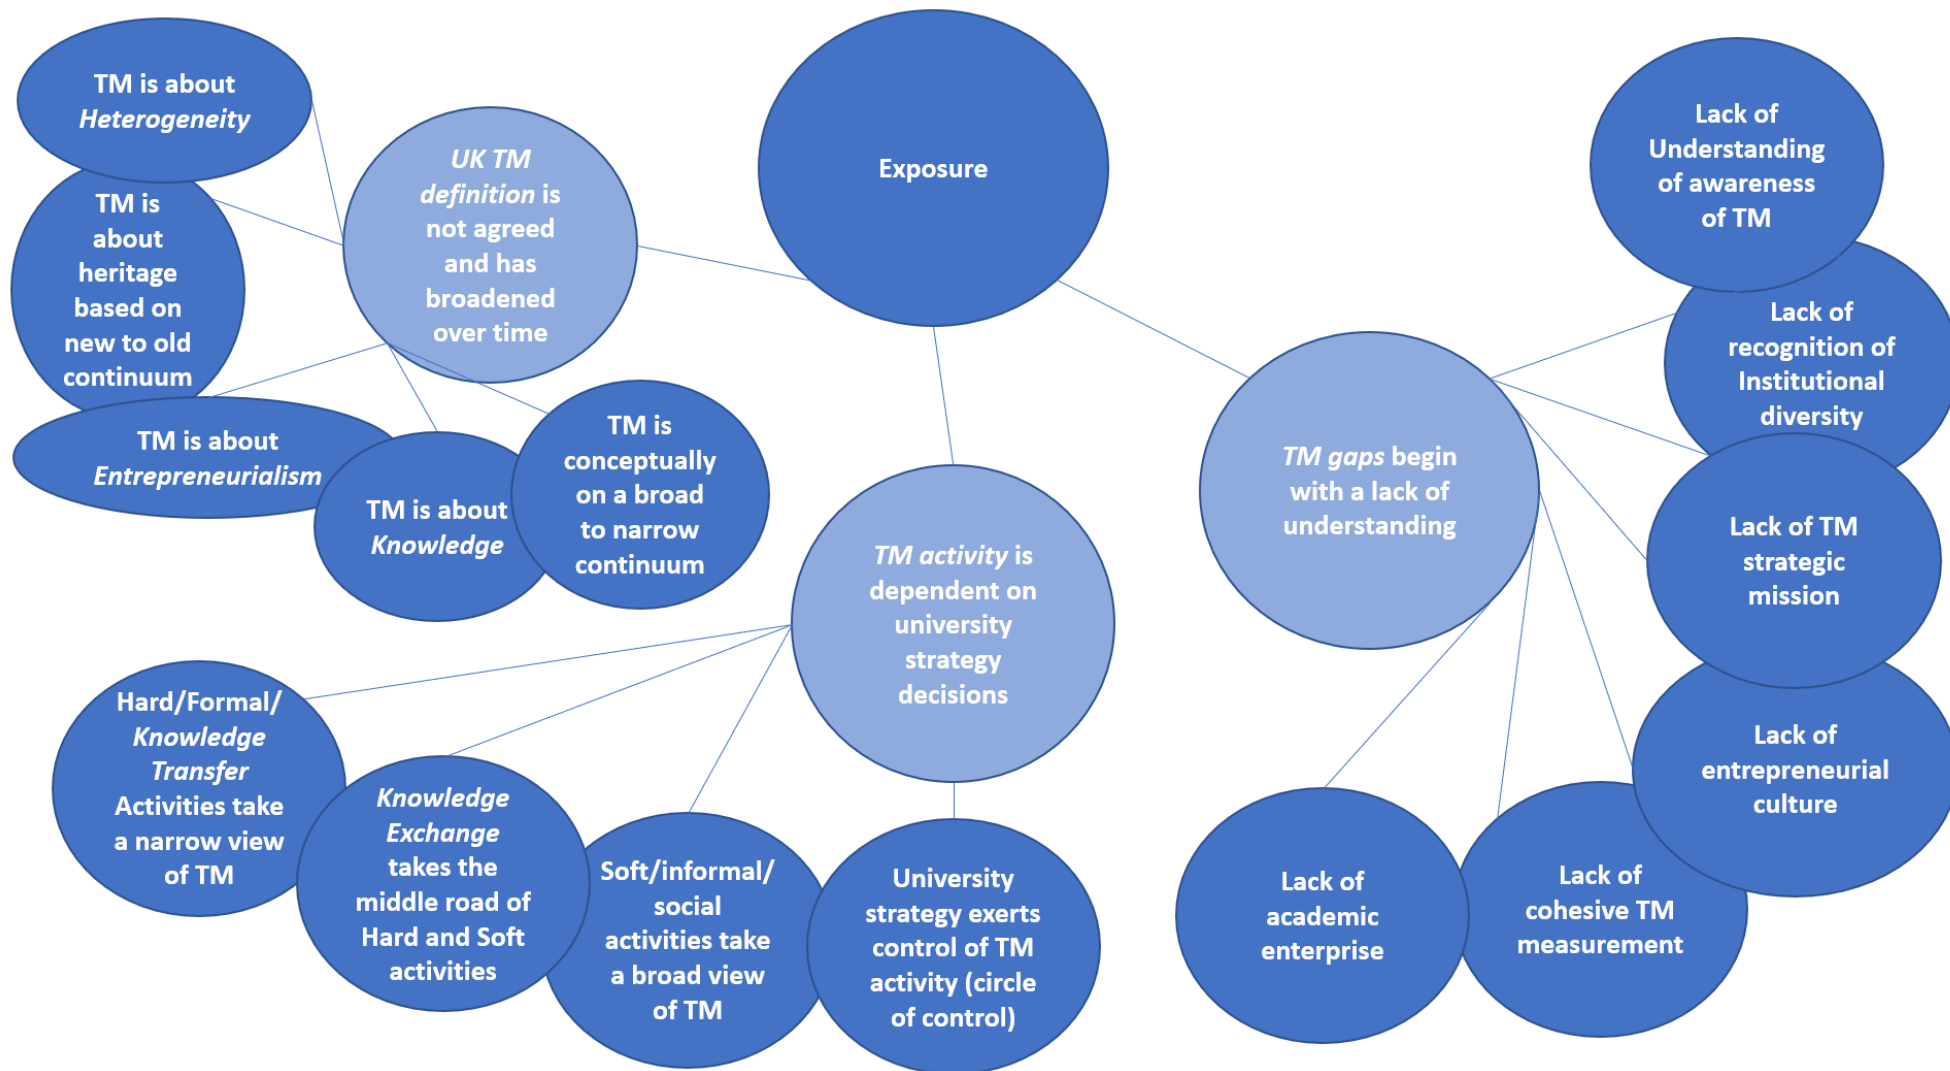 TM is about
Heterogeneity
TM is
about
heritage
based on
new to old
continuum
TM is about
Entrepreneurialism
TM is about
Knowledge
TM is
conceptually
on a broad
to narrow
continuum
UK TM
definition is
not agreed
and has
broadened
over time
Exposure
TM activity is
dependent on
university
strategy
decisions
Hard/Formal/
Knowledge
Transfer
Activities take
a narrow view
of TM
Knowledge
Exchange
takes the
middle road of
Hard and Soft
activities
Soft/informal/
social
activities take
a broad view
of TM
University
strategy exerts
control of TM
activity (circle
of control)
TM gaps begin
with a lack of
understanding
Lack of
Understanding
of awareness
of TM
Lack of
recognition of
Institutional
diversity
Lack of TM
strategic
mission
Lack of
entrepreneurial
culture
Lack of
cohesive TM
measurement
Lack of
academic
enterprise